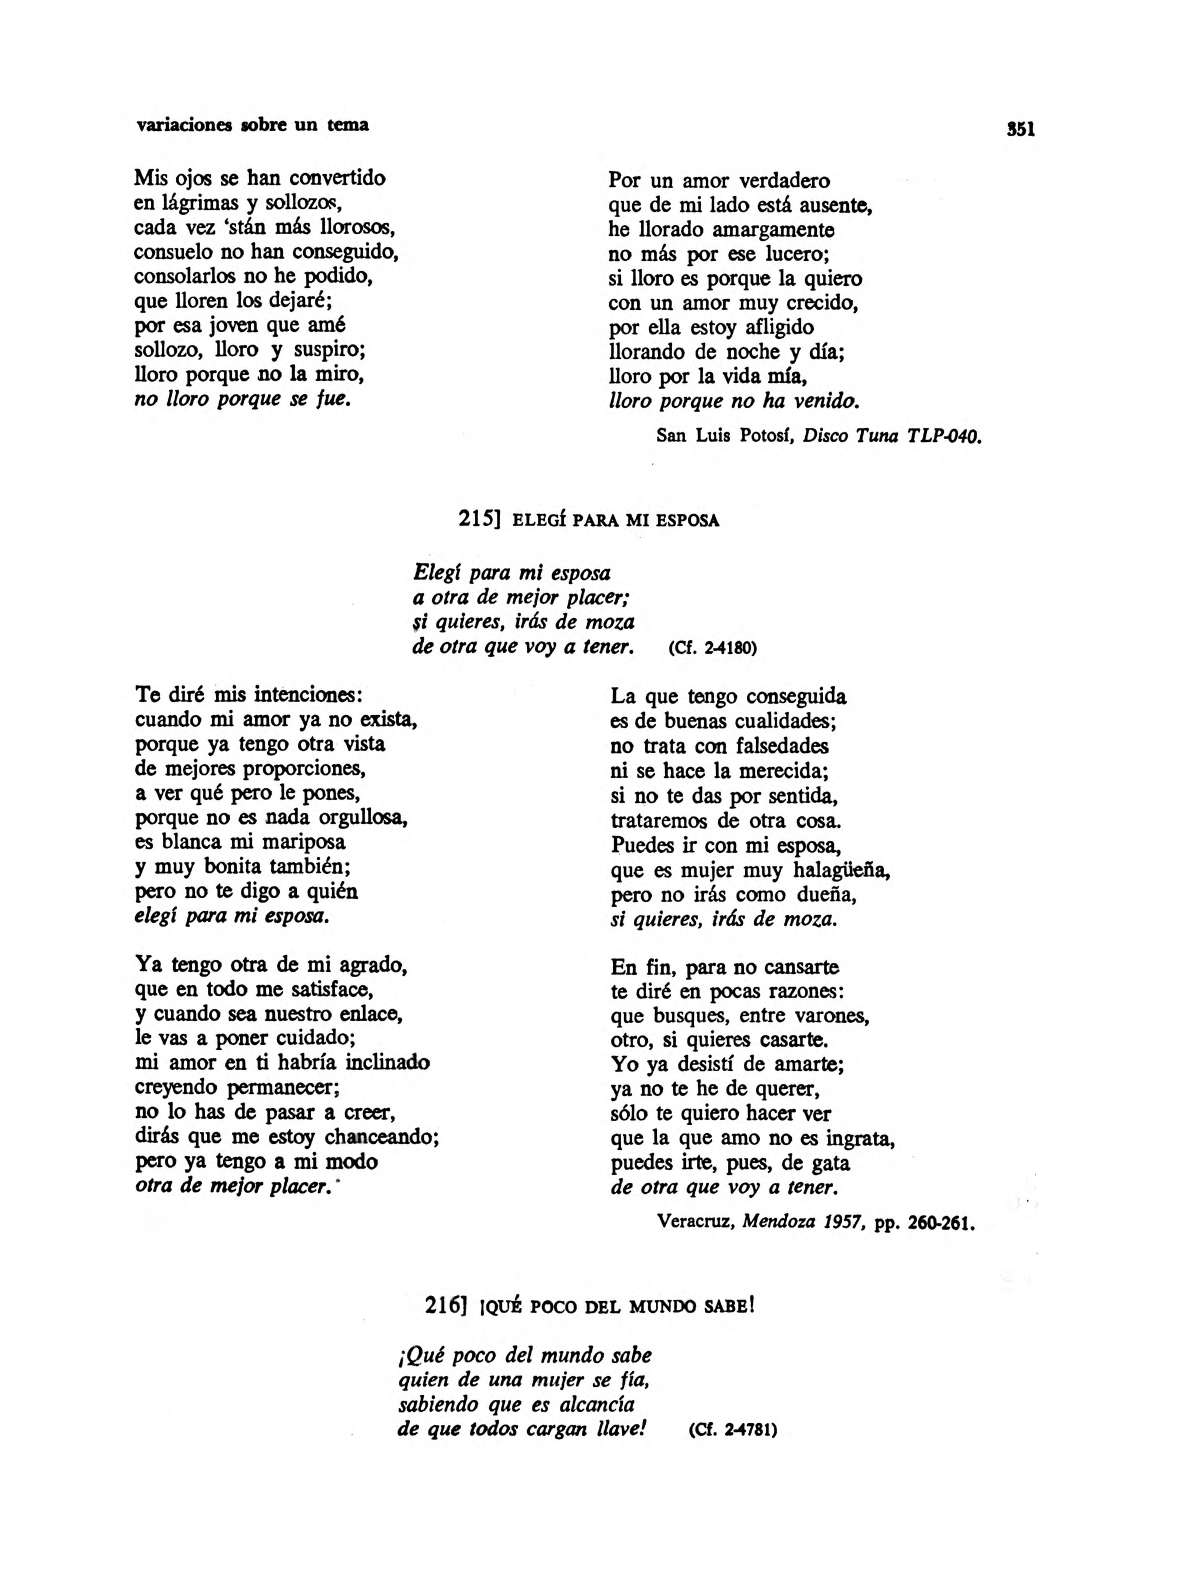 variaciones sobre un tema
351
Mis ojos se han convertido
en lágrimas y sollozos,
cada vez ‘stán más llorosos,
consuelo no han conseguido,
consolarlos no he podido,
que lloren los dejaré;
por esa joven que amé
sollozo, lloro y suspiro;
lloro porque no la miro,
no lloro porque se fue.
Por un amor verdadero
que de mi lado está ausente,
he llorado amargamente
no más por ese lucero;
si lloro es porque la quiero
con un amor muy crecido,
por ella estoy afligido
llorando de noche y día;
lloro por la vida mía,
lloro porque no ha venido.
San Luis Potosí, Disco Tuna TLP-040.
215] ELEGÍ PARA MI ESPOSA
Elegí para mi esposa
a otra de mejor placer;
si quieres, irás de moza
de otra que voy a tener. (Cf. 2-4180)
Te diré mis intenciones:
cuando mi amor ya no exista,
porque ya tengo otra vista
de mejores proporciones,
a ver qué pero le pones,
porque no es nada orgullosa,
es blanca mi mariposa
y muy bonita también;
pero no te digo a quién
elegí para mi esposa.
Ya tengo otra de mi agrado,
que en todo me satisface,
y cuando sea nuestro enlace,
le vas a poner cuidado;
mi amor en ti habría inclinado
creyendo permanecer;
no lo has de pasar a creer,
dirás que me estoy chanceando;
pero ya tengo a mi modo
otra de mejor placer.
La que tengo conseguida
es de buenas cualidades;
no trata con falsedades
ni se hace la merecida;
si no te das por sentida,
trataremos de otra cosa.
Puedes ir con mi esposa,
que es mujer muy halagüeña,
pero no irás como dueña,
si quieres, irás de moza.
En fin, para no cansarte
te diré en pocas razones:
que busques, entre varones,
otro, si quieres casarte.
Yo ya desistí de amarte;
ya no te he de querer,
sólo te quiero hacer ver
que la que amo no es ingrata,
puedes irte, pues, de gata
de otra que voy a tener.
Veracruz, Mendoza 1957, pp. 260-261.
216] ¡QUÉ POCO DEL MUNDO SABE!
¡Qué poco del mundo sabe
quien de una mujer se fía,
sabiendo que es alcancía
de que todos cargan llave! (Cf. 2-4781)